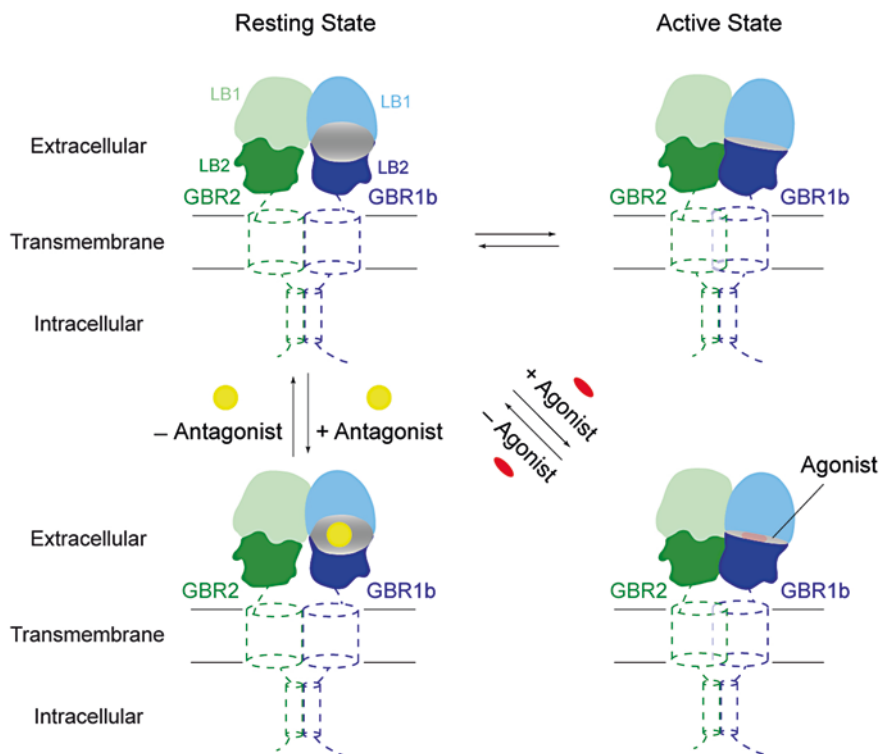 Resting State
Active State
LB1
LB1
Extracellular
LB2
LB2
GBR2
GBR1b
GBR2
GBR1b
Transmembrane
Intracellular
– Antagonist
+ Antagonist
+ Agonist
– Agonist
Agonist
Extracellular
GBR2
GBR1b
GBR2
GBR1b
Transmembrane
Intracellular